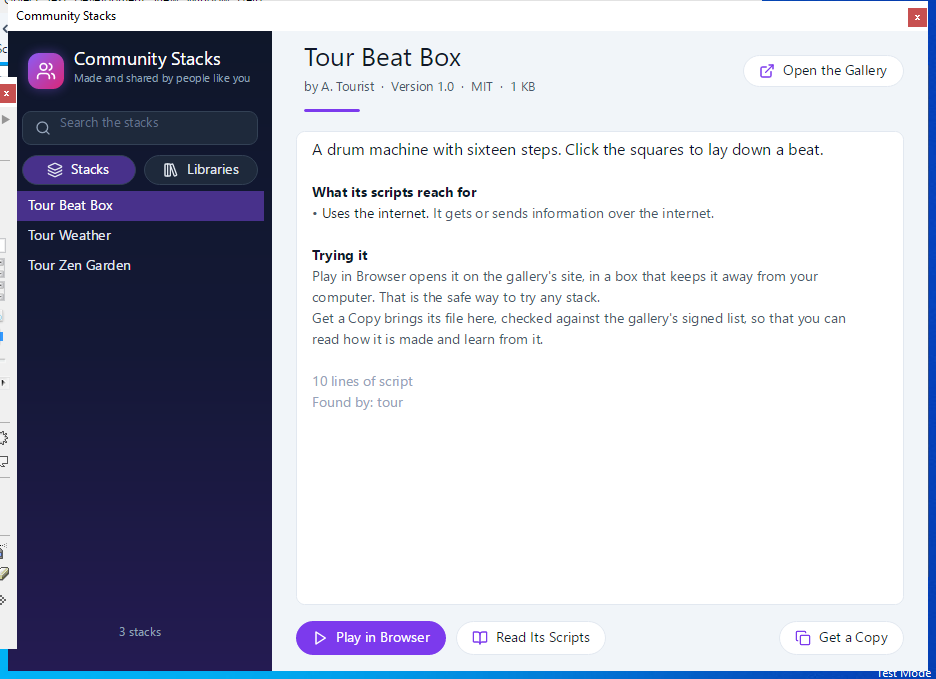 Community Stacks
x
Community Stacks
Made and shared by people like you
Search the stacks
Stacks
Libraries
Tour Beat Box
Tour Weather
Tour Zen Garden
3 stacks
Tour Beat Box
by A. Tourist · Version 1.0 · MIT · 1 KB
Open the Gallery
A drum machine with sixteen steps. Click the squares to lay down a beat.
What its scripts reach for
• Uses the internet. It gets or sends information over the internet.
Trying it
Play in Browser opens it on the gallery's site, in a box that keeps it away from your
computer. That is the safe way to try any stack.
Get a Copy brings its file here, checked against the gallery's signed list, so that you can
read how it is made and learn from it.
10 lines of script
Found by: tour
Play in Browser
Read Its Scripts
Get a Copy
Test Mode